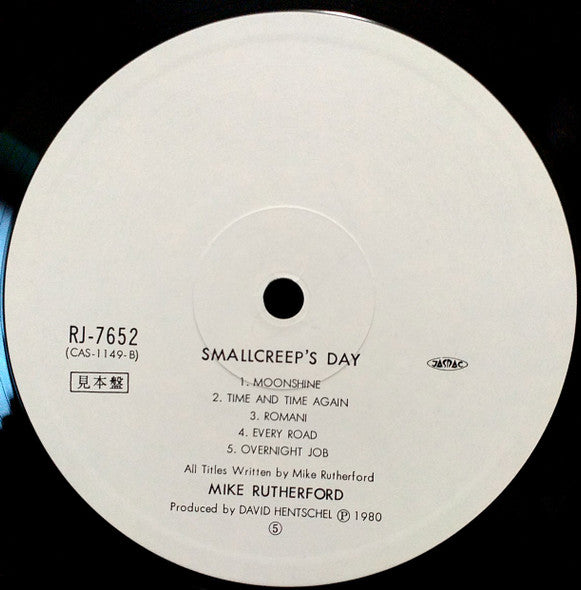 RJ-7652
(CAS-1149-B)
見本盤
SMALLCREEP'S DAY
JASRAC
1. MOONSHINE
2. TIME AND TIME AGAIN
3. ROMANI
4. EVERY ROAD
5. OVERNIGHT JOB
All Titles Written by Mike Rutherford
MIKE RUTHERFORD
Produced by DAVID HENTSCHEL Ⓟ 1980
⑤